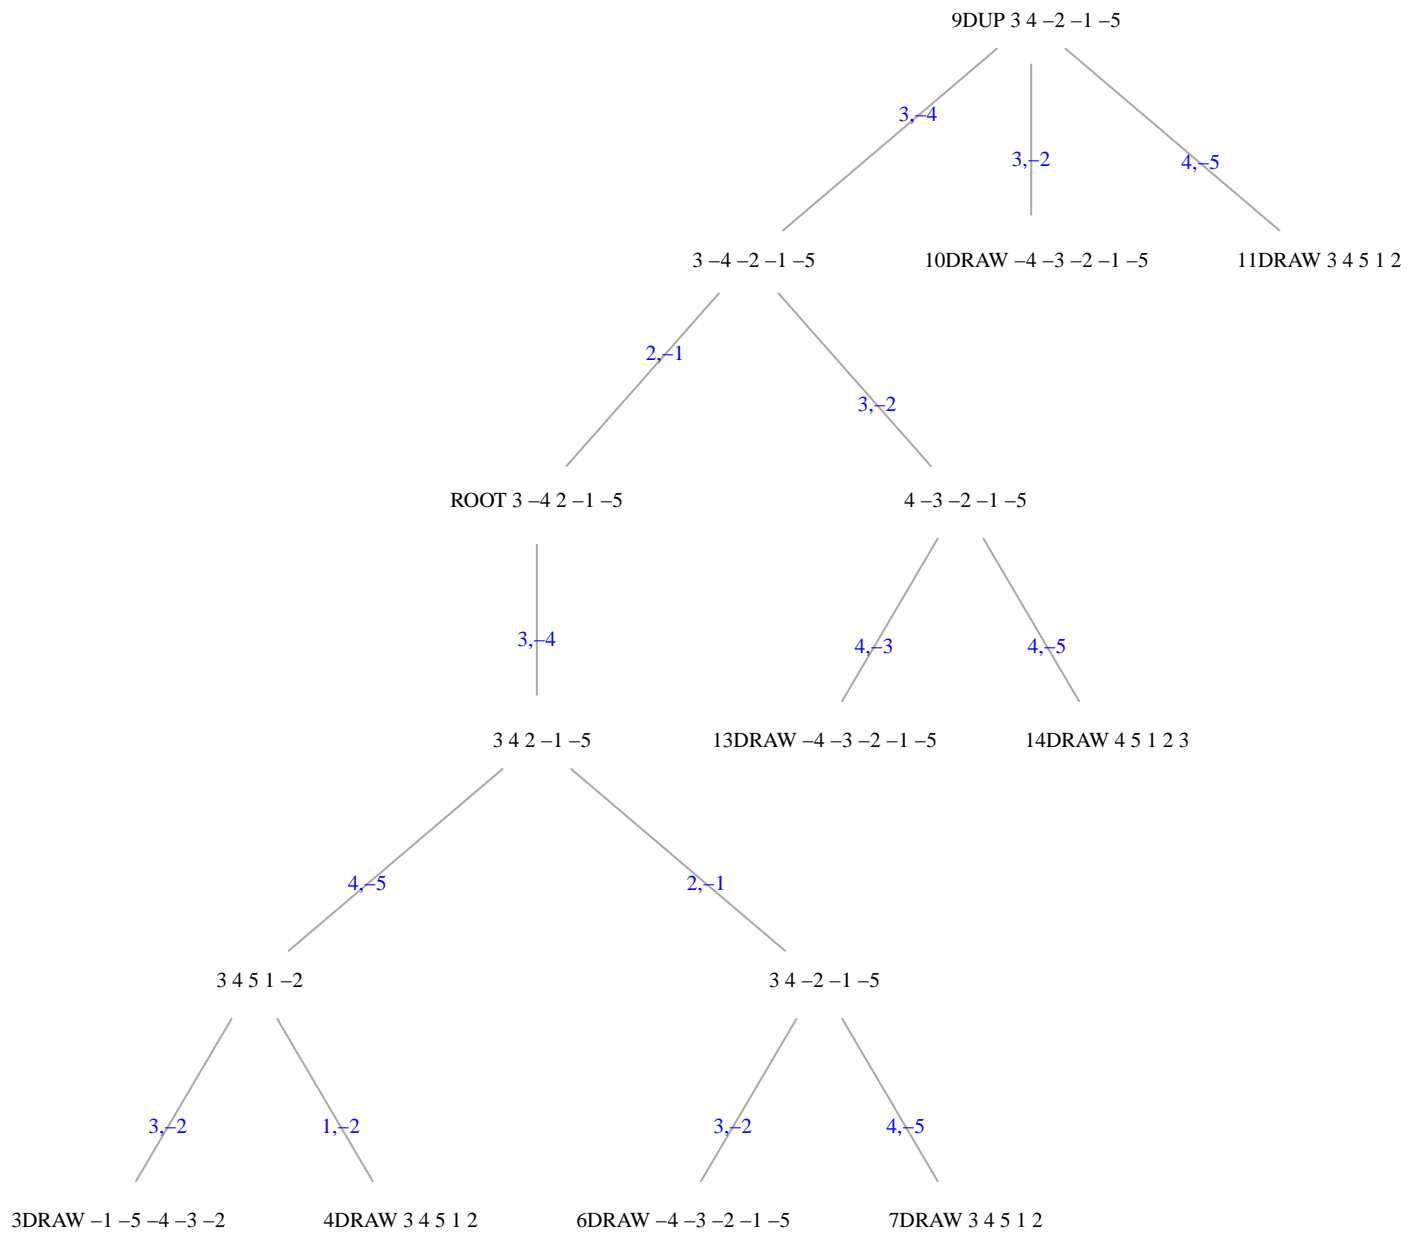 9DUP 3 4 –2 –1 –5
3,–4
3,–2
4,–5
3 –4 –2 –1 –5
10DRAW –4 –3 –2 –1 –5
11DRAW 3 4 5 1 2
2,–1
3,–2
ROOT 3 –4 2 –1 –5
4 –3 –2 –1 –5
3,–4
4,–3
4,–5
3 4 2 –1 –5
13DRAW –4 –3 –2 –1 –5
14DRAW 4 5 1 2 3
4,–5
2,–1
3 4 5 1 –2
3 4 –2 –1 –5
3,–2
1,–2
3,–2
4,–5
3DRAW –1 –5 –4 –3 –2
4DRAW 3 4 5 1 2
6DRAW –4 –3 –2 –1 –5
7DRAW 3 4 5 1 2